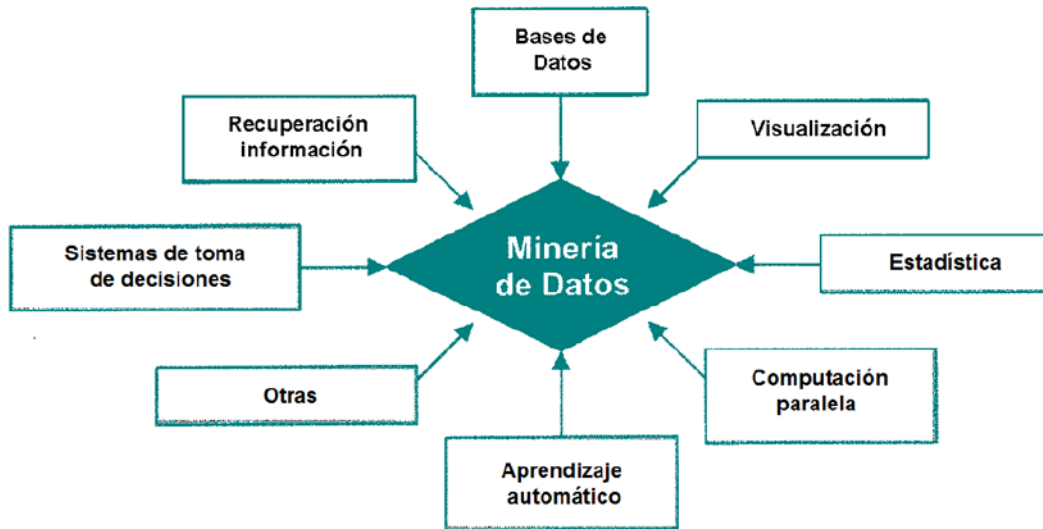 Bases de
Datos
Recuperación
información
Visualización
Sistemas de toma
de decisiones
Minería
de Datos
Estadística
Otras
Computación
paralela
Aprendizaje
automático